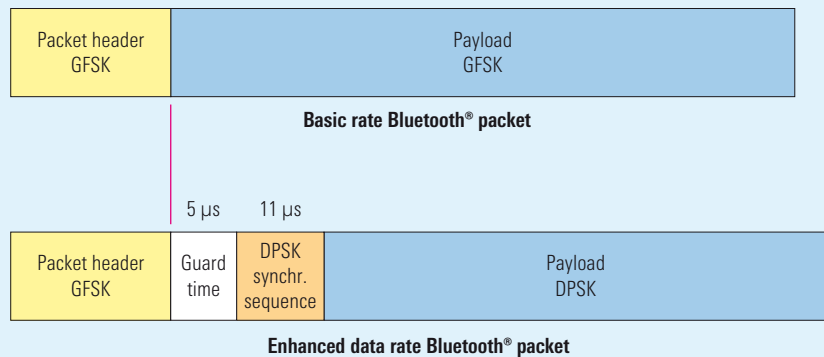 Packet header
GFSK
Payload
GFSK
Basic rate Bluetooth® packet
5 µs
11 µs
Packet header
GFSK
Guard
time
DPSK
synchr.
sequence
Payload
DPSK
Enhanced data rate Bluetooth® packet